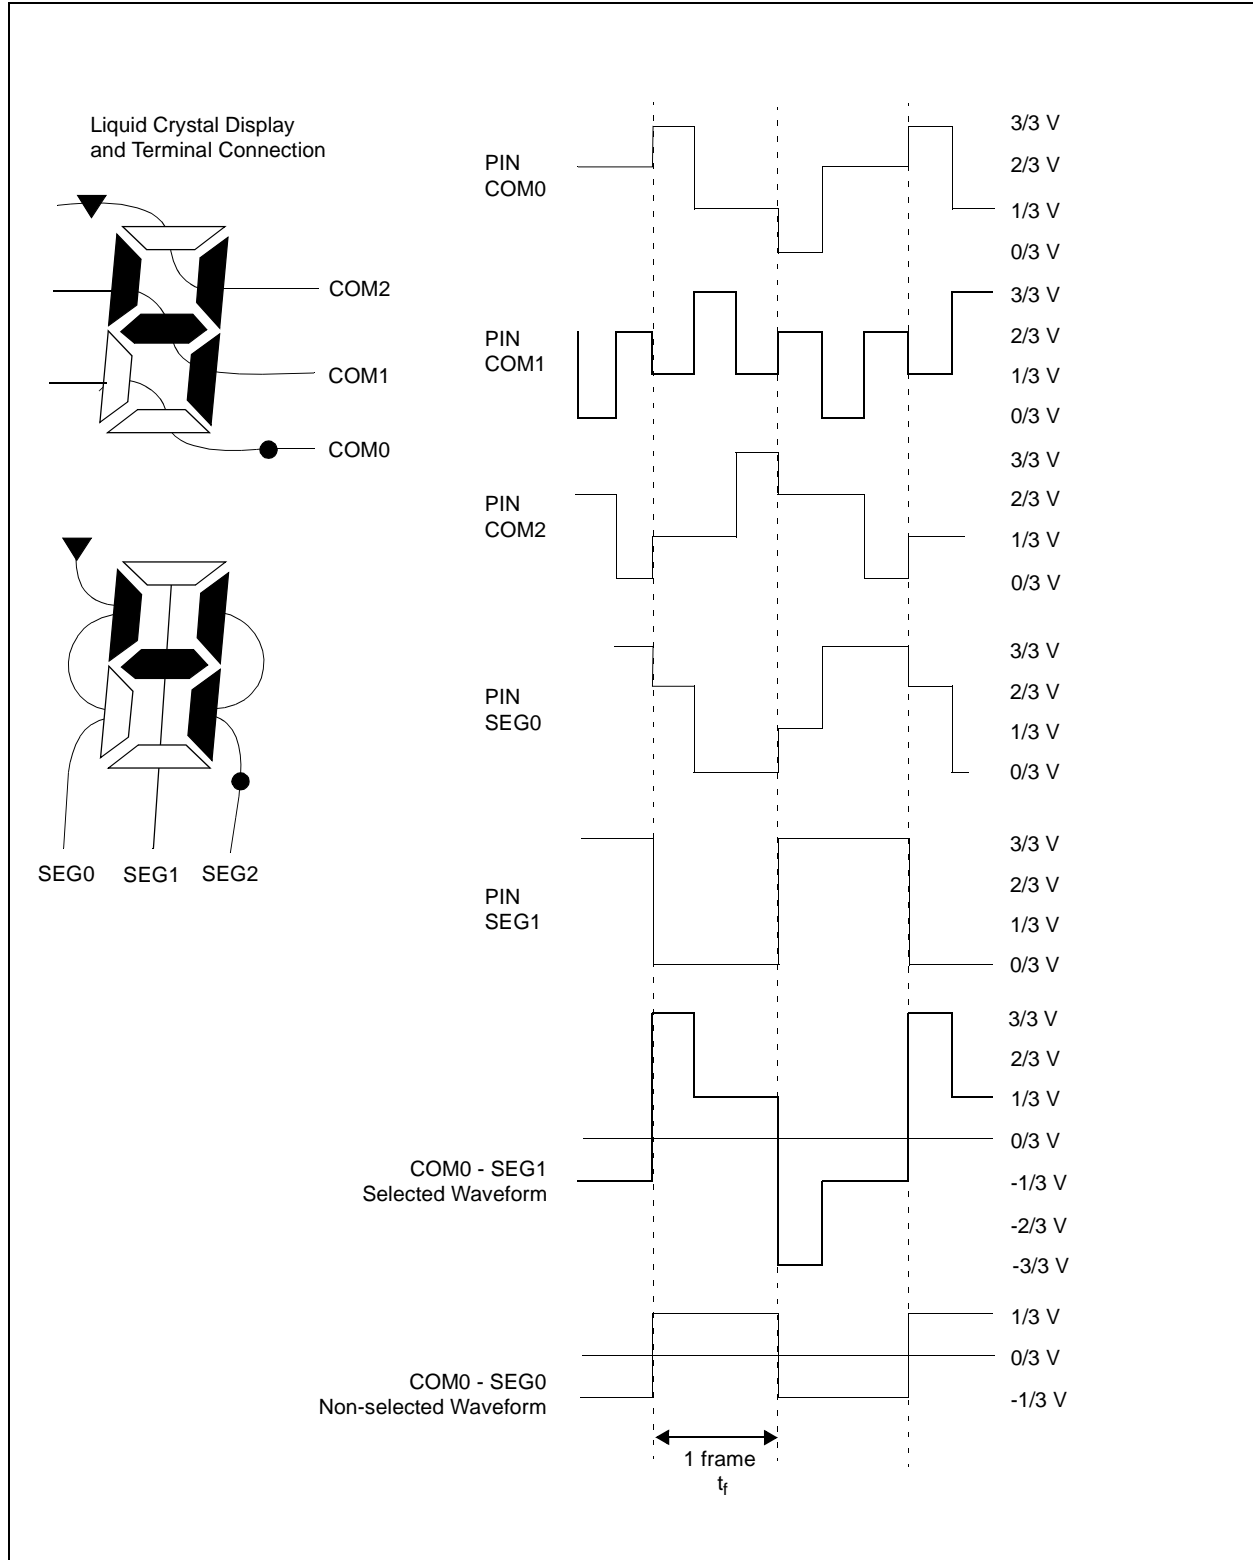 Liquid Crystal Display
and Terminal Connection
COM2
COM1
COM0
SEG0 SEG1 SEG2
PIN
COM0
3/3 V
2/3 V
1/3 V
0/3 V
PIN
COM1
3/3 V
2/3 V
1/3 V
0/3 V
PIN
COM2
3/3 V
2/3 V
1/3 V
0/3 V
PIN
SEG0
3/3 V
2/3 V
1/3 V
0/3 V
PIN
SEG1
3/3 V
2/3 V
1/3 V
0/3 V
COM0 - SEG1
Selected Waveform
3/3 V
2/3 V
1/3 V
0/3 V
-1/3 V
-2/3 V
-3/3 V
COM0 - SEG0
Non-selected Waveform
1/3 V
0/3 V
-1/3 V
1 frame
tf